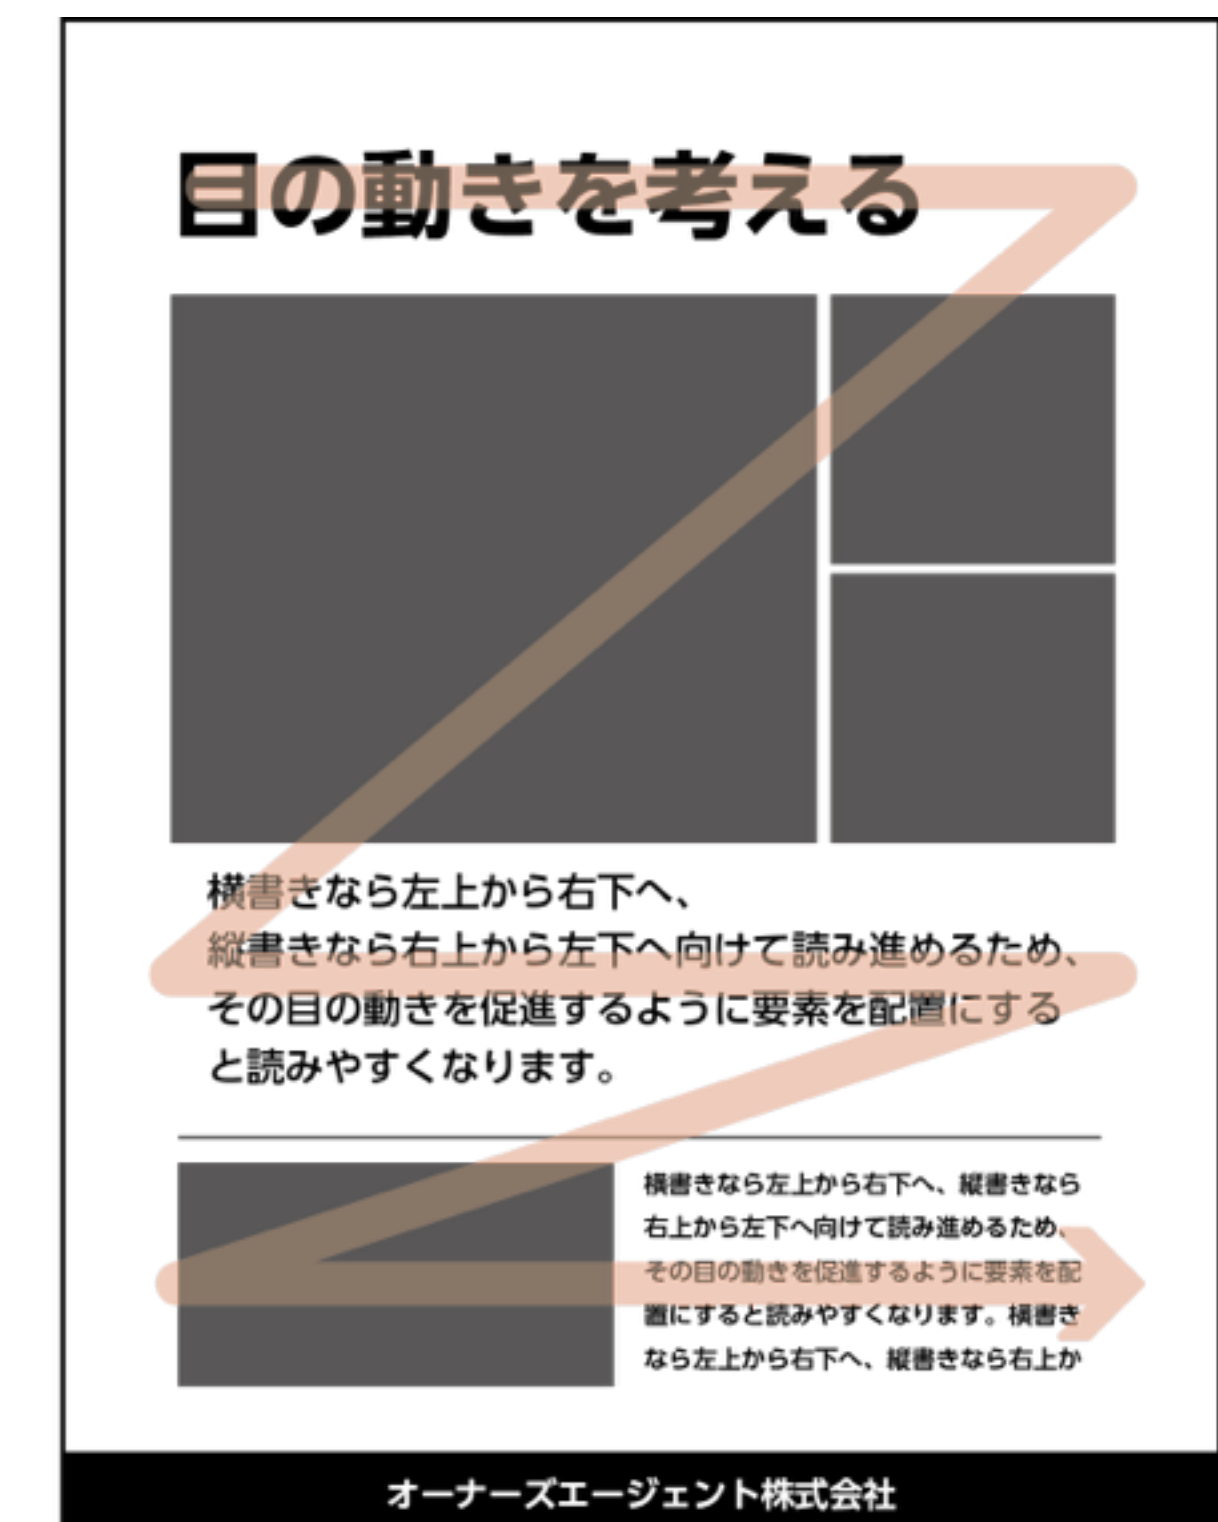 目の動きを考える
横書きなら左上から右下へ、
縦書きなら右上から左下へ向けて読み進めるため、
その目の動きを促進するように要素を配置にする
と読みやすくなります。
横書きなら左上から右下へ、縦書きなら
右上から左下へ向けて読み進めるため、
その目の動きを促進するように要素を配
置にすると読みやすくなります。横書き
なら左上から右下へ、縦書きなら右上か
オーナーズエージェント株式会社